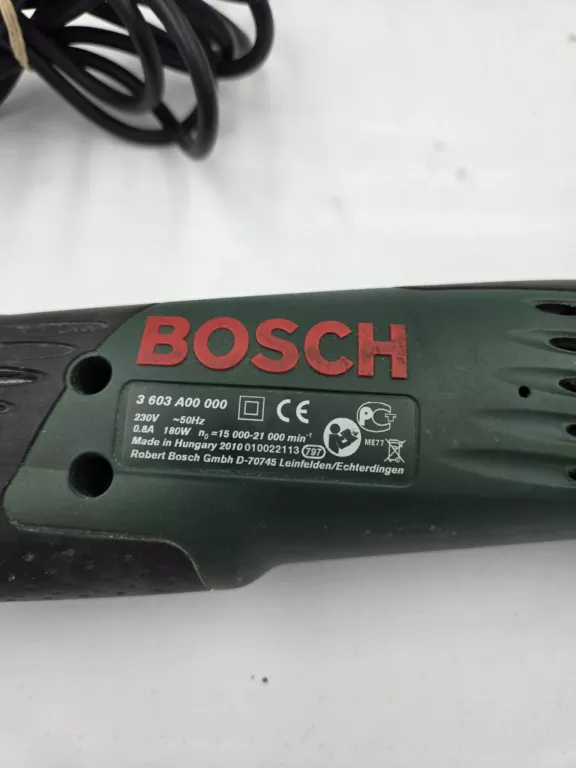 BOSCH
3 603 A00 000 CE
230V ~50Hz
0.8A 180W n0 =15 000-21 000 min-1
Made in Hungary 2010 010022113 797
Robert Bosch Gmbh D-70745 Leinfelden/Echterdingen
ME77